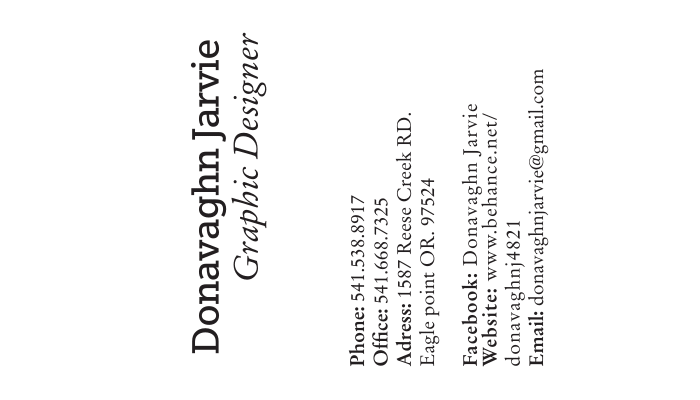 Donavaghn Jarvie
Graphic Designer
Phone: 541.538.8917
Office: 541.668.7325
Adress: 1587 Reese Creek RD.
Eagle point OR. 97524
Facebook: Donavaghn Jarvie
Website: www.behance.net/
donavaghnj4821
Email: donavaghnjarvie@gmail.com